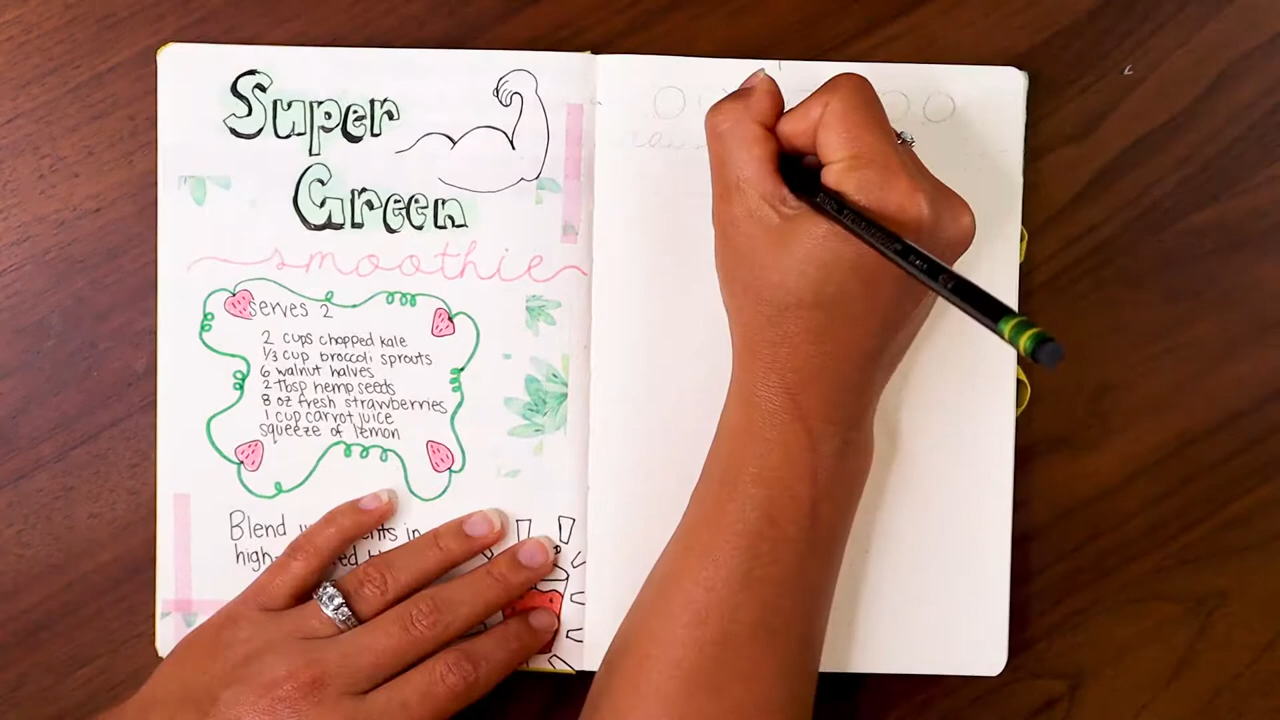 Super
Green
smoothie
serves 2
2 cups chopped kale
1/3 cup broccoli sprouts
6 walnut halves
2 tbsp hemp seeds
8 oz fresh strawberries
1 cup carrot juice
squeeze of lemon
Blend in
high-